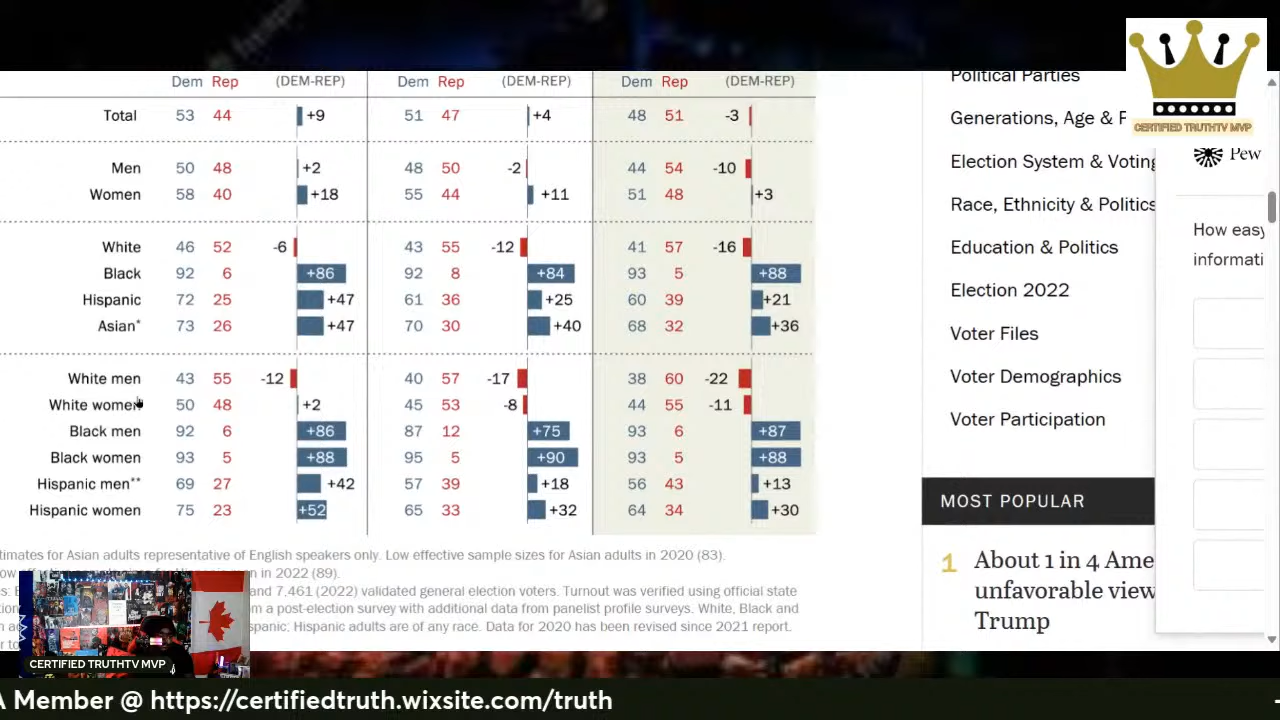 Dem Rep (DEM-REP) Dem Rep (DEM-REP) Dem Rep (DEM-REP)
Total 53 44 +9 51 47 +4 48 51 -3
Men 50 48 +2 48 50 -2 44 54 -10
Women 58 40 +18 55 44 +11 51 48 +3
White 46 52 -6 43 55 -12 41 57 -16
Black 92 6 +86 92 8 +84 93 5 +88
Hispanic 72 25 +47 61 36 +25 60 39 +21
Asian* 73 26 +47 70 30 +40 68 32 +36
White men 43 55 -12 40 57 -17 38 60 -22
White women 50 48 +2 45 53 -8 44 55 -11
Black men 92 6 +86 87 12 +75 93 6 +87
Black women 93 5 +88 95 5 +90 93 5 +88
Hispanic men** 69 27 +42 57 39 +18 56 43 +13
Hispanic women 75 23 +52 65 33 +32 64 34 +30
timates for Asian adults representative of English speakers only. Low effective sample sizes for Asian adults in 2020 (83).
n in 2022 (89).
and 7,461 (2022) validated general election voters. Turnout was verified using official state
m a post-election survey with additional data from panelist profile surveys. White, Black and
spanic; Hispanic adults are of any race. Data for 2020 has been revised since 2021 report.
Political Parties
Generations, Age & P
Election System & Voting
Race, Ethnicity & Politics
Education & Politics
Election 2022
Voter Files
Voter Demographics
Voter Participation
MOST POPULAR
1 About 1 in 4 Ame
unfavorable view
Trump
CERTIFIED TRUTHTV MVP
Pew
How easy
informati
CERTIFIED TRUTHTV MVP
A Member @ https://certifiedtruth.wixsite.com/truth